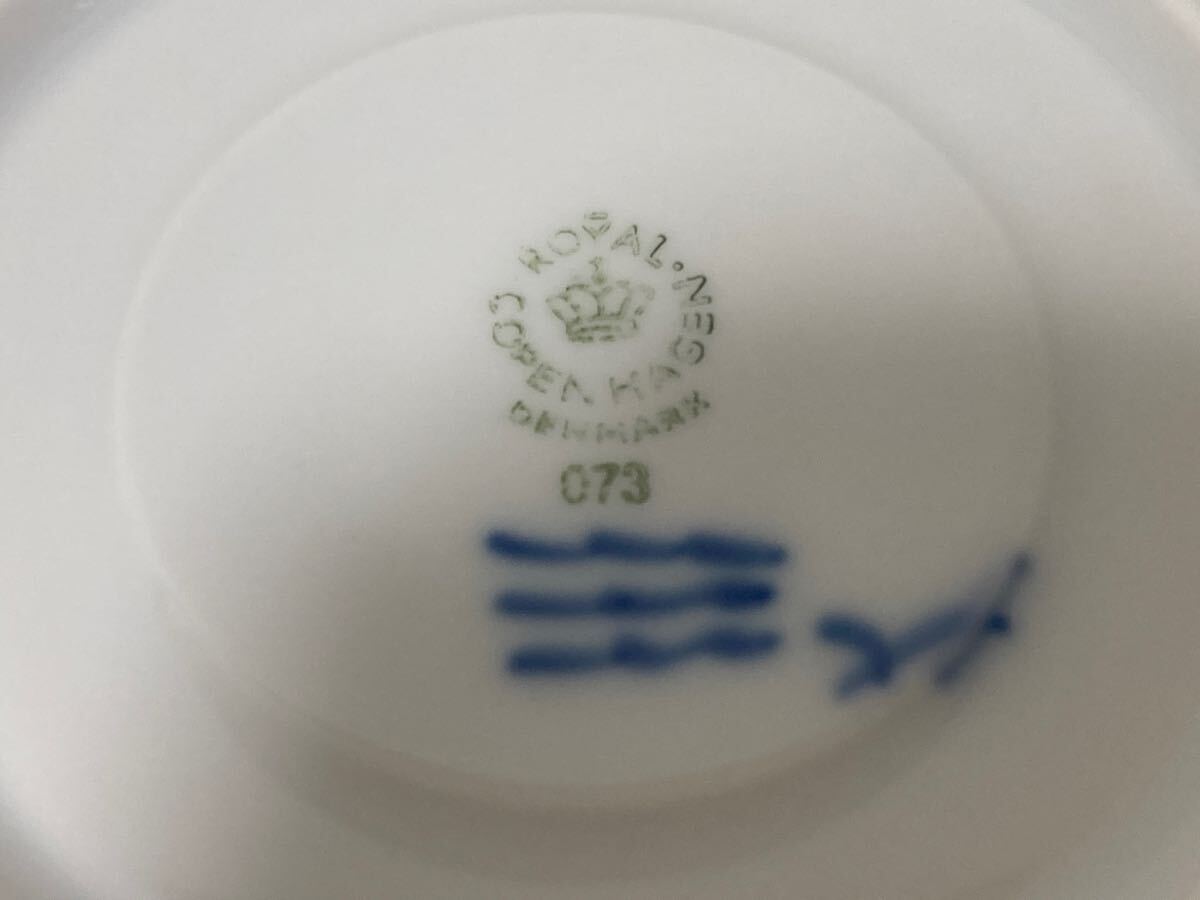 ROYAL
COPENHAGEN
DENMARK
073